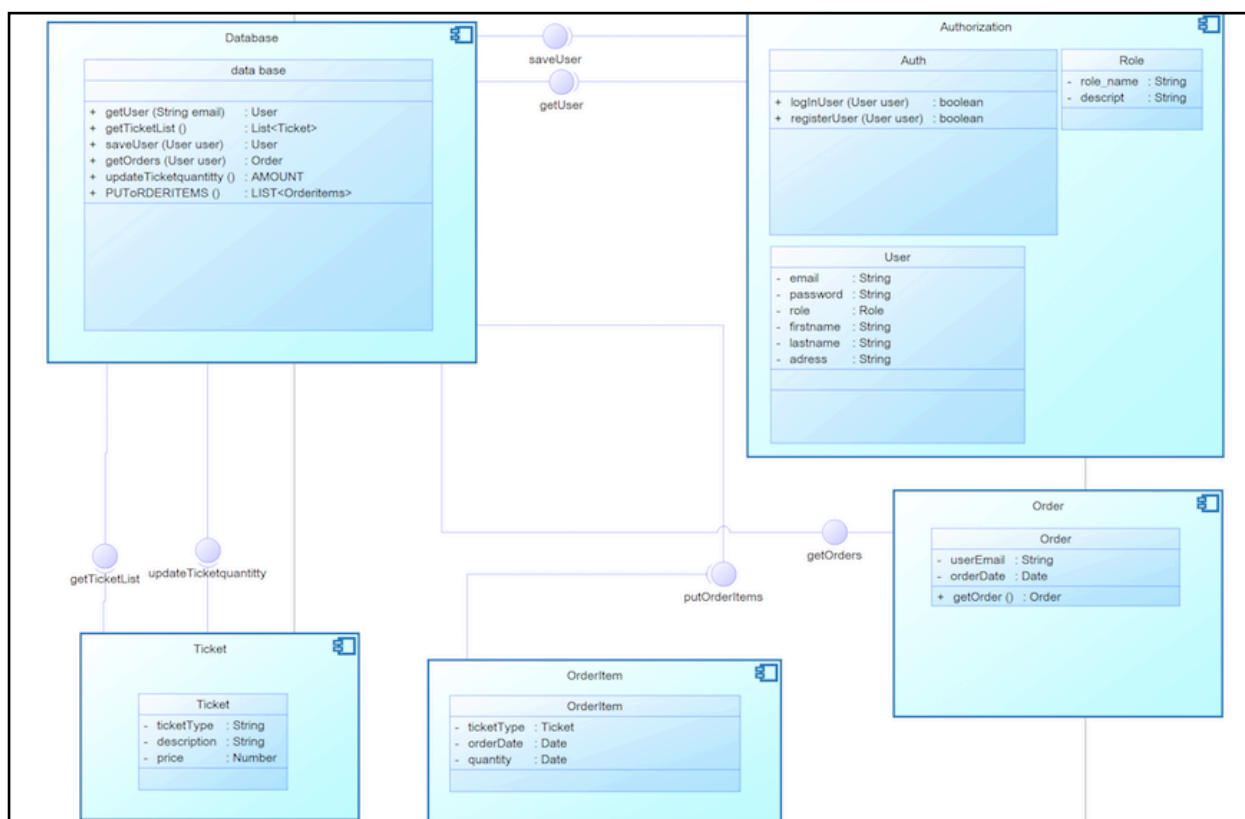 Database
data base
+ getUser (String email) : User
+ getTicketList () : List<Ticket>
+ saveUser (User user) : User
+ getOrders (User user) : Order
+ updateTicketquantitty () : AMOUNT
+ PUToRDERITEMS () : LIST<Orderitems>
saveUser
getUser
Authorization
Auth
+ logInUser (User user) : boolean
+ registerUser (User user) : boolean
Role
- role_name : String
- descript : String
User
- email : String
- password : String
- role : Role
- firstname : String
- lastname : String
- adress : String
getTicketList
updateTicketquantitty
putOrderItems
getOrders
Order
Order
- userEmail : String
- orderDate : Date
+ getOrder () : Order
Ticket
Ticket
- ticketType : String
- description : String
- price : Number
OrderItem
OrderItem
- ticketType : Ticket
- orderDate : Date
- quantity : Date